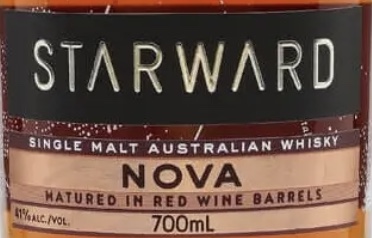 STARWARD
SINGLE MALT AUSTRALIAN WHISKY
NOVA
MATURED IN RED WINE BARRELS
41% ALC./VOL.
700mL